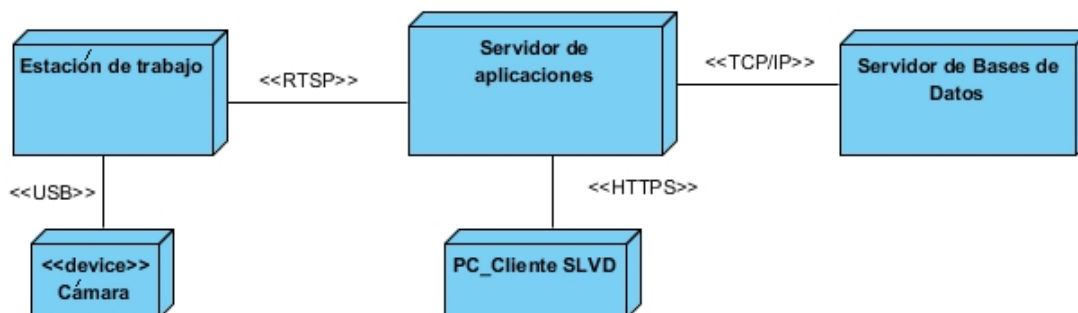 Estación de trabajo
<<RTSP>>
Servidor de
aplicaciones
<<TCP/IP>>
Servidor de Bases de
Datos
<<USB>>
<<HTTPS>>
<<device>>
Cámara
PC_Cliente SLVD